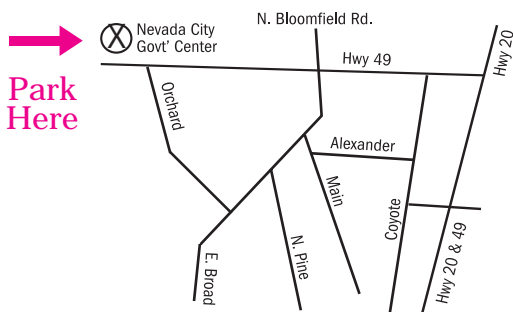 Nevada City
Govt' Center
N. Bloomfield Rd.
Hwy 20
Hwy 49
Park
Here
Orchard
Alexander
Main
Coyote
N. Pine
E. Broad
Hwy 20 & 49